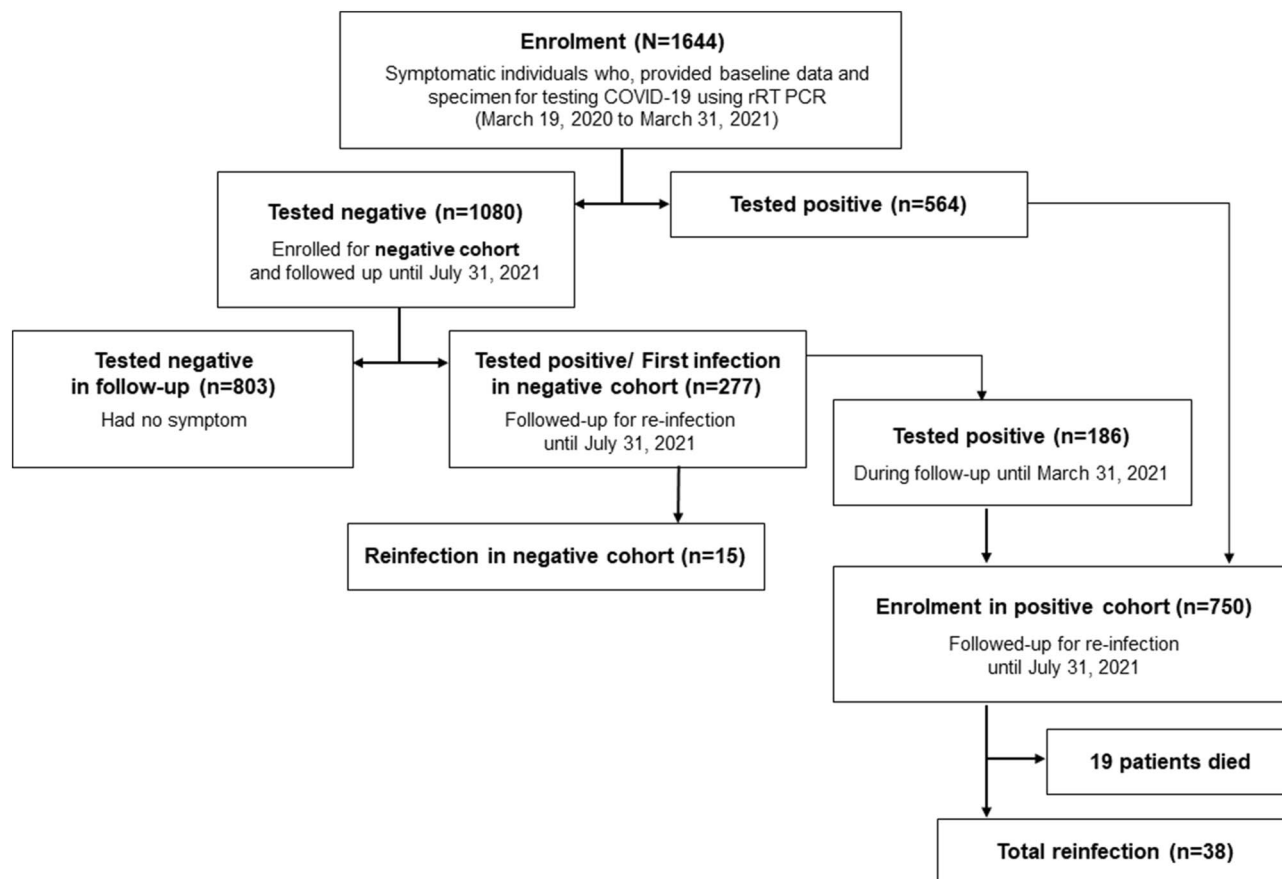 Enrolment (N=1644)
Symptomatic individuals who, provided baseline data and
specimen for testing COVID-19 using rRT PCR
(March 19, 2020 to March 31, 2021)
Tested negative (n=1080)
Enrolled for negative cohort
and followed up until July 31, 2021
Tested positive (n=564)
Tested negative
in follow-up (n=803)
Had no symptom
Tested positive/ First infection
in negative cohort (n=277)
Followed-up for re-infection
until July 31, 2021
Tested positive (n=186)
During follow-up until March 31, 2021
Reinfection in negative cohort (n=15)
Enrolment in positive cohort (n=750)
Followed-up for re-infection
until July 31, 2021
19 patients died
Total reinfection (n=38)